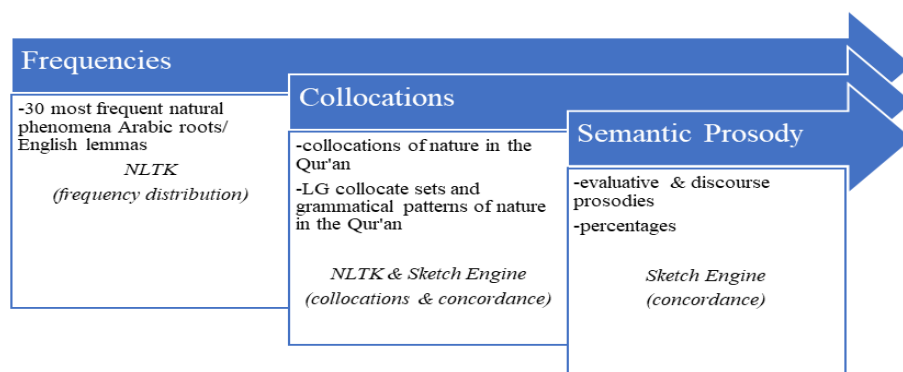 Frequencies
-30 most frequent natural
phenomena Arabic roots/
English lemmas
NLTK
(frequency distribution)
Collocations
-collocations of nature in the
Qur'an
-LG collocate sets and
grammatical patterns of nature
in the Qur'an
NLTK & Sketch Engine
(collocations & concordance)
Semantic Prosody
-evaluative & discourse
prosodies
-percentages
Sketch Engine
(concordance)